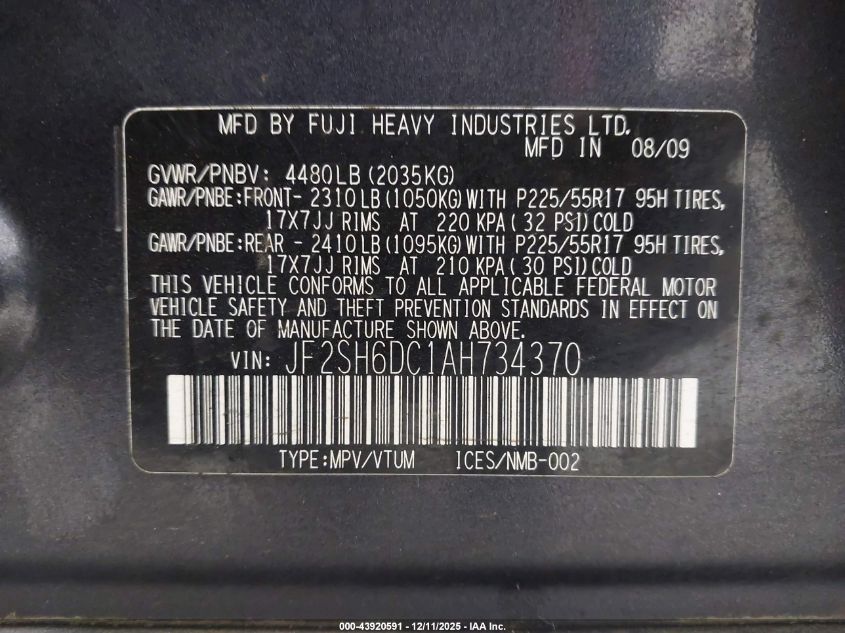 MFD BY FUJI HEAVY INDUSTRIES LTD.
MFD IN 08/09
GVWR/PNBV: 4480LB (2035KG)
GAWR/PNBE:FRONT- 2310 LB (1050KG) WITH P225/55R17 95H TIRES,
17X7JJ RIMS AT 220 KPA ( 32 PSI) COLD
GAWR/PNBE:REAR - 2410 LB (1095KG) WITH P225/55R17 95H TIRES,
17X7JJ RIMS AT 210 KPA ( 30 PSI) COLD
THIS VEHICLE CONFORMS TO ALL APPLICABLE FEDERAL MOTOR
VEHICLE SAFETY AND THEFT PREVENTION STANDARDS IN EFFECT ON
THE DATE OF MANUFACTURE SHOWN ABOVE.
VIN: JF2SH6DC1AH734370
TYPE:MPV/VTUM ICES/NMB-002
000-43920591 - 12/11/2025 - IAA Inc.